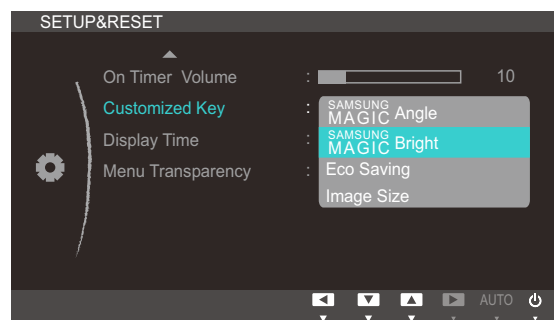 SETUP&RESET
On Timer Volume : 10
Customized Key : SAMSUNG MAGIC Angle
Display Time : SAMSUNG MAGIC Bright
Menu Transparency : Eco Saving
Image Size
AUTO